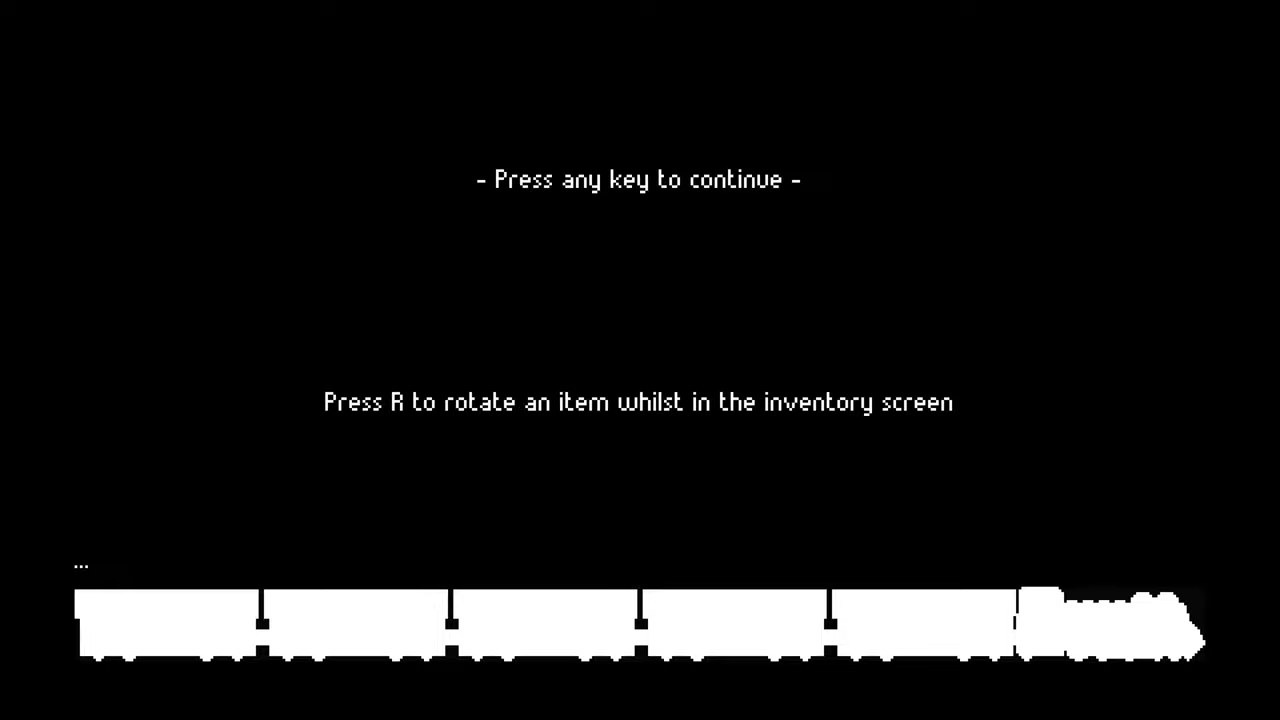 - Press any key to continue -
Press R to rotate an item whilst in the inventory screen
...